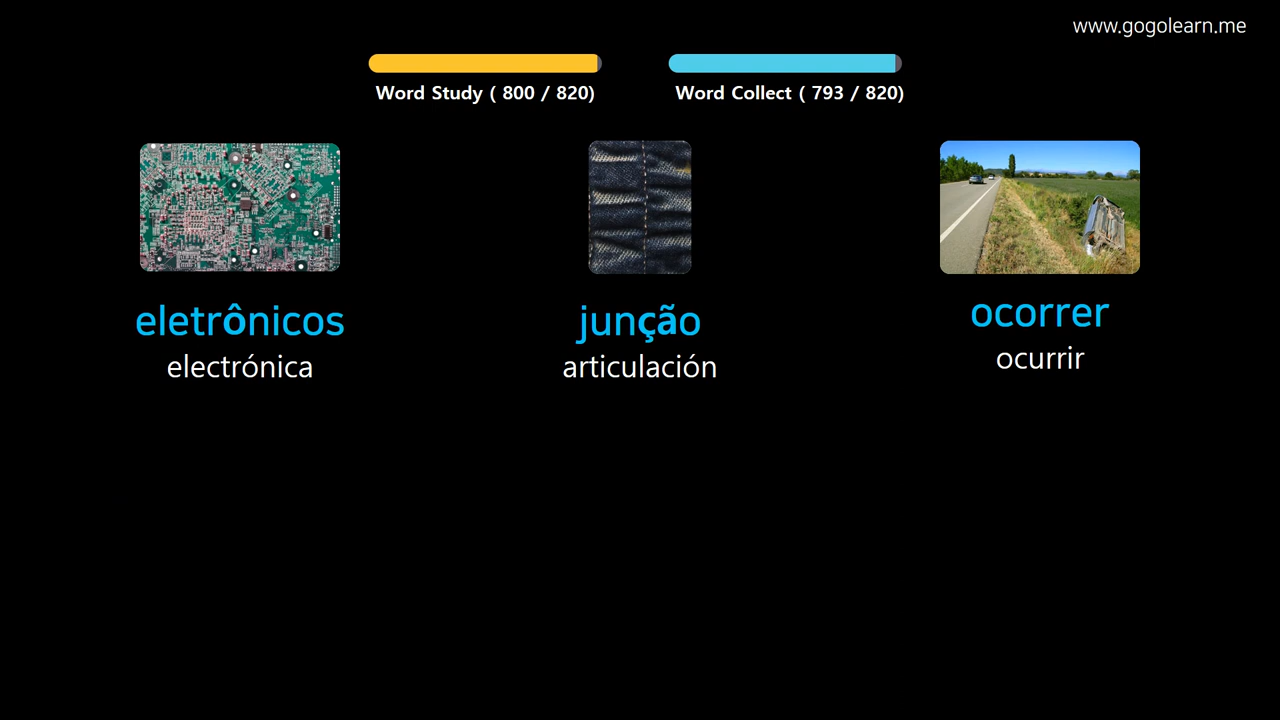 www.gogolearn.me
Word Study ( 800 / 820)
Word Collect ( 793 / 820)
eletrônicos
electrónica
junção
articulación
ocorrer
ocurrir